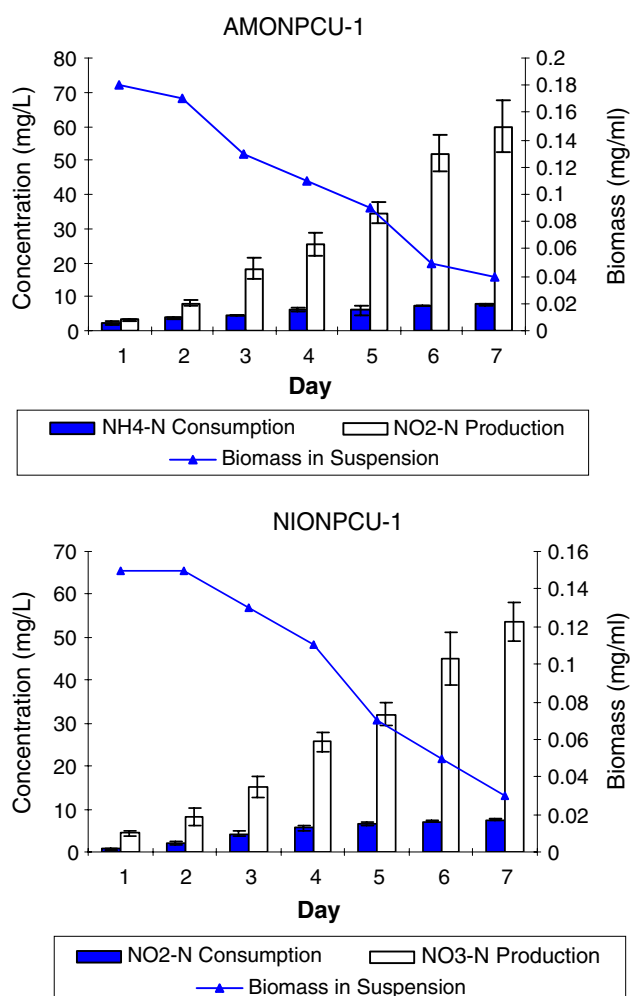 AMONPCU-1
Concentration (mg/L)
80
70
60
50
40
30
20
10
0
0.2
0.18
0.16
0.14
0.12
0.1
0.08
0.06
0.04
0.02
0
Biomass (mg/ml)
1 2 3 4 5 6 7
Day
NH4-N Consumption NO2-N Production
Biomass in Suspension
NIONPCU-1
Concentration (mg/L)
70
60
50
40
30
20
10
0
0.16
0.14
0.12
0.1
0.08
0.06
0.04
0.02
0
Biomass (mg/ml)
1 2 3 4 5 6 7
Day
NO2-N Consumption NO3-N Production
Biomass in Suspension